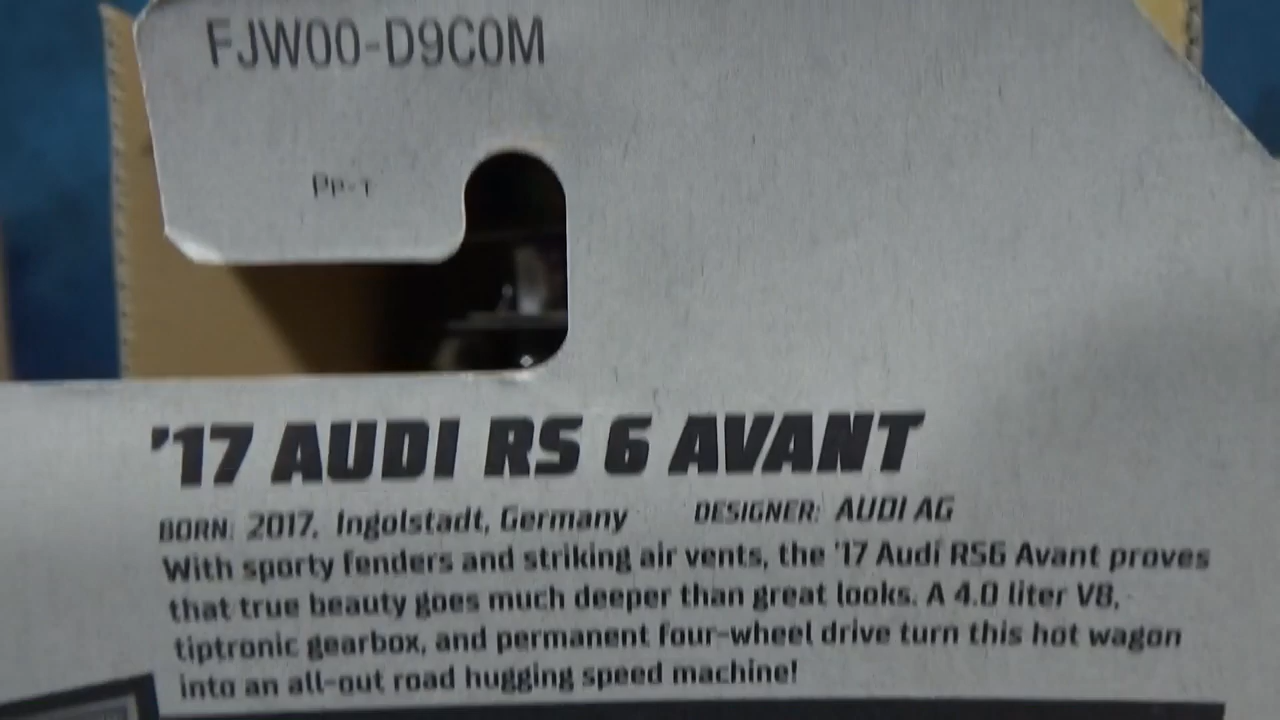 FJW00-D9C0M
PP-T
'17 AUDI RS 6 AVANT
BORN: 2017, Ingolstadt, Germany DESIGNER: AUDI AG
With sporty fenders and striking air vents, the '17 Audi RS6 Avant proves
that true beauty goes much deeper than great looks. A 4.0 liter V8,
tiptronic gearbox, and permanent four-wheel drive turn this hot wagon
into an all-out road hugging speed machine!